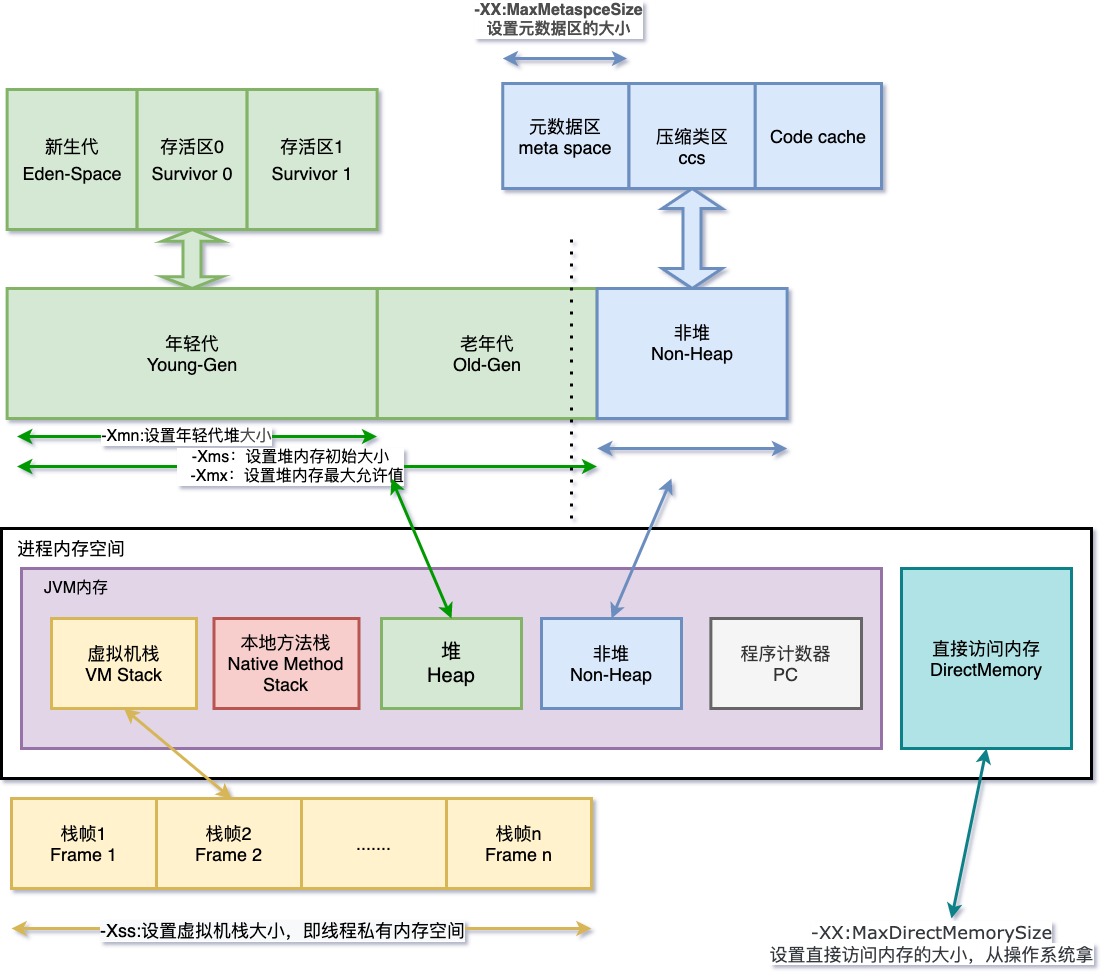 -XX:MaxMetaspceSize
设置元数据区的大小
新生代
Eden-Space
存活区0
Survivor 0
存活区1
Survivor 1
元数据区
meta space
压缩类区
ccs
Code cache
年轻代
Young-Gen
老年代
Old-Gen
非堆
Non-Heap
-Xmn:设置年轻代堆大小
-Xms：设置堆内存初始大小
-Xmx：设置堆内存最大允许值
进程内存空间
JVM内存
虚拟机栈
VM Stack
本地方法栈
Native Method
Stack
堆
Heap
非堆
Non-Heap
程序计数器
PC
直接访问内存
DirectMemory
栈帧1
Frame 1
栈帧2
Frame 2
.......
栈帧n
Frame n
-Xss:设置虚拟机栈大小，即线程私有内存空间
-XX:MaxDirectMemorySize
设置直接访问内存的大小，从操作系统拿